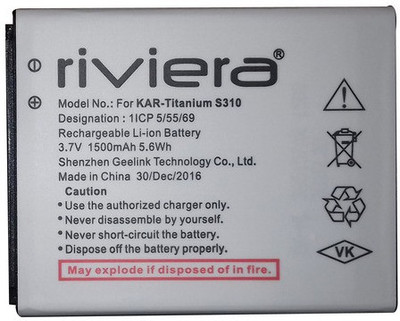 riviera®
Model No.: For KAR-Titanium S310
Designation : 1ICP 5/55/69
Rechargeable Li-ion Battery
3.7V 1500mAh 5.6Wh
Shenzhen Geelink Technology Co., Ltd.
Made in China 30/Dec/2016
• Use the authorized charger only.
• Never disassemble by yourself.
• Never short-circuit the battery.
• Dispose off the battery properly.
May explode if disposed of in fire.
VK